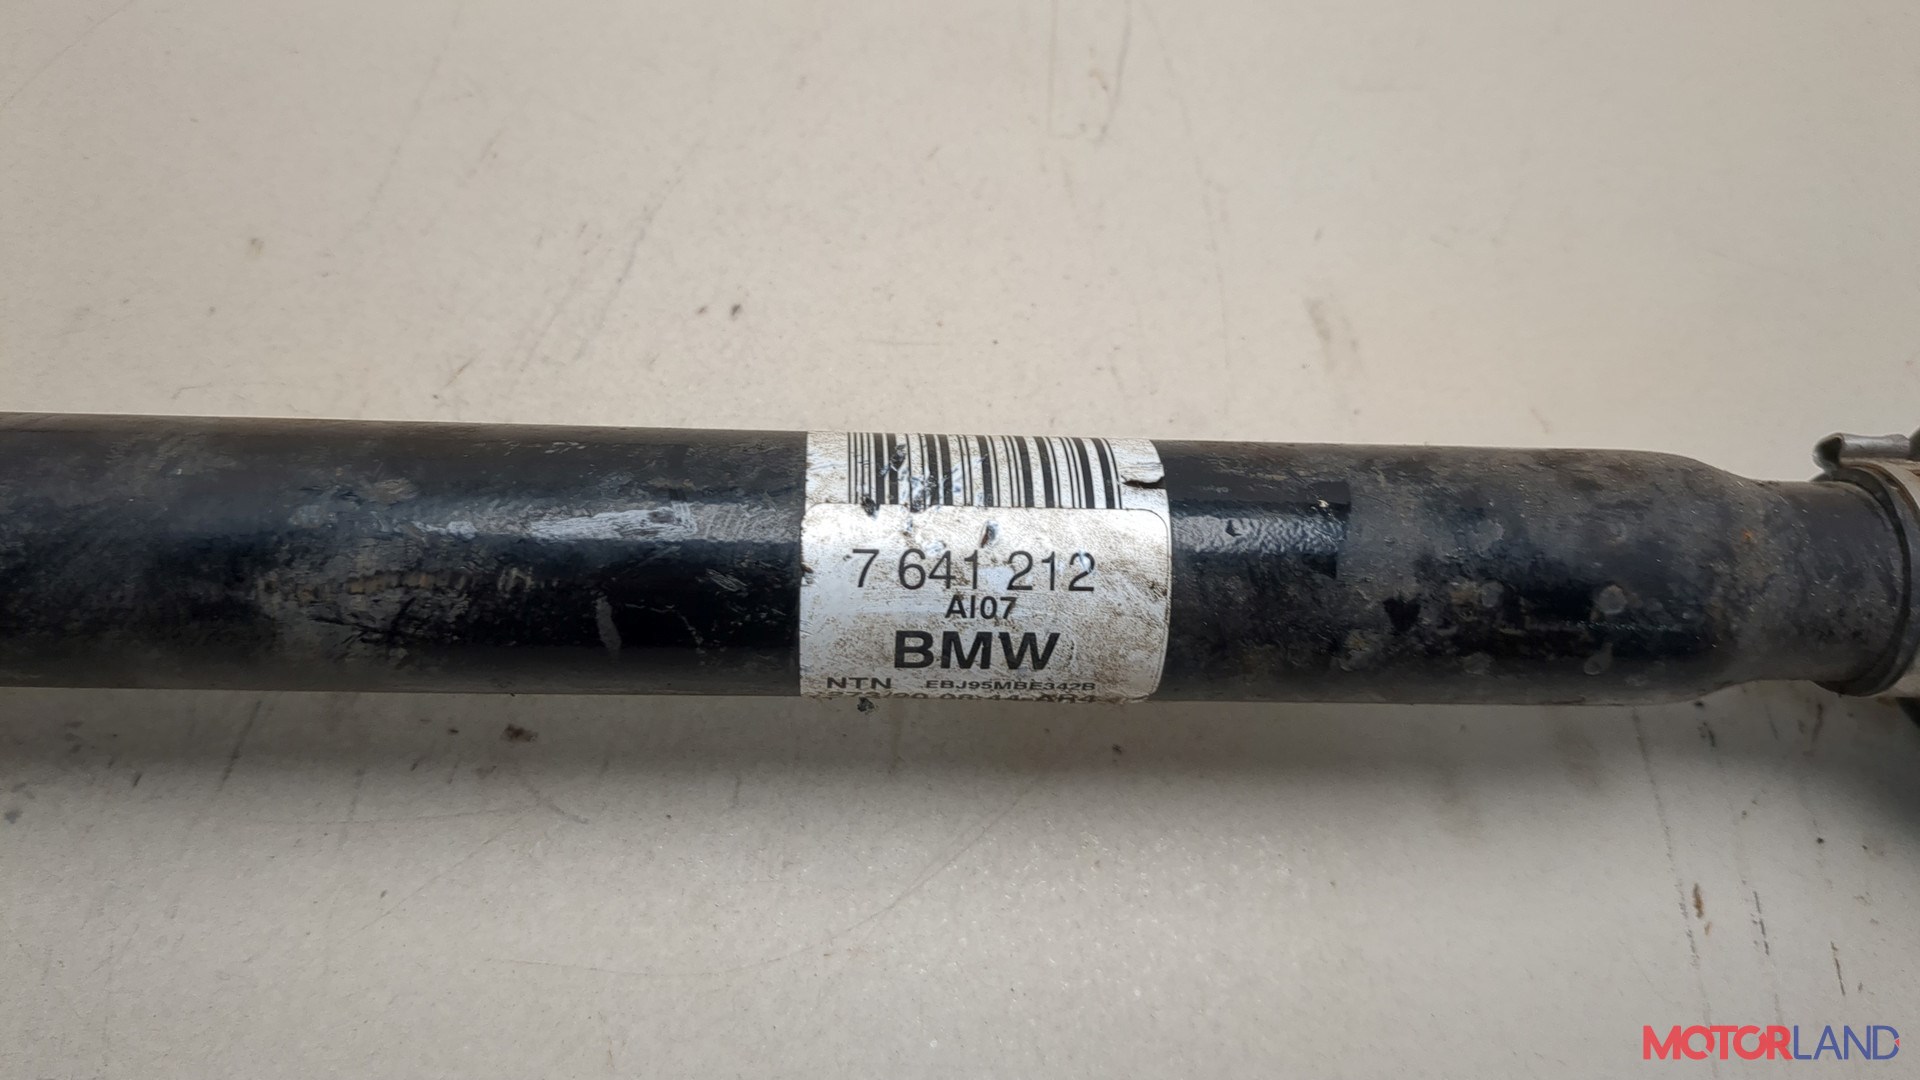 7 641 212
AI07
BMW
NTN EBJ95MBE342B
MOTORLAND